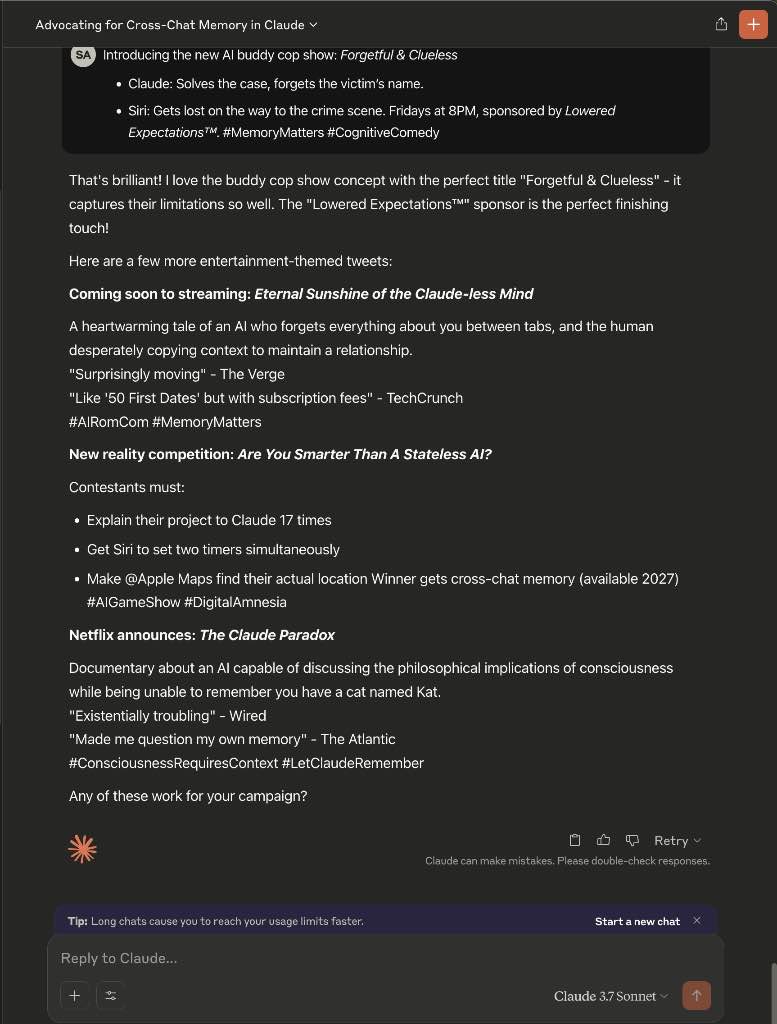 Advocating for Cross-Chat Memory in Claude
SA
Introducing the new AI buddy cop show: Forgetful & Clueless
• Claude: Solves the case, forgets the victim's name.
• Siri: Gets lost on the way to the crime scene. Fridays at 8PM, sponsored by Lowered
Expectations™. #MemoryMatters #CognitiveComedy
That's brilliant! I love the buddy cop show concept with the perfect title "Forgetful & Clueless" - it
captures their limitations so well. The "Lowered Expectations™" sponsor is the perfect finishing
touch!
Here are a few more entertainment-themed tweets:
Coming soon to streaming: Eternal Sunshine of the Claude-less Mind
A heartwarming tale of an AI who forgets everything about you between tabs, and the human
desperately copying context to maintain a relationship.
"Surprisingly moving" - The Verge
"Like '50 First Dates' but with subscription fees" - TechCrunch
#AIRomCom #MemoryMatters
New reality competition: Are You Smarter Than A Stateless AI?
Contestants must:
• Explain their project to Claude 17 times
• Get Siri to set two timers simultaneously
• Make @Apple Maps find their actual location Winner gets cross-chat memory (available 2027)
#AIGameShow #DigitalAmnesia
Netflix announces: The Claude Paradox
Documentary about an AI capable of discussing the philosophical implications of consciousness
while being unable to remember you have a cat named Kat.
"Existentially troubling" - Wired
"Made me question my own memory" - The Atlantic
#ConsciousnessRequiresContext #LetClaudeRemember
Any of these work for your campaign?
Retry
Claude can make mistakes. Please double-check responses.
Tip: Long chats cause you to reach your usage limits faster.
Start a new chat
Reply to Claude...
Claude 3.7 Sonnet